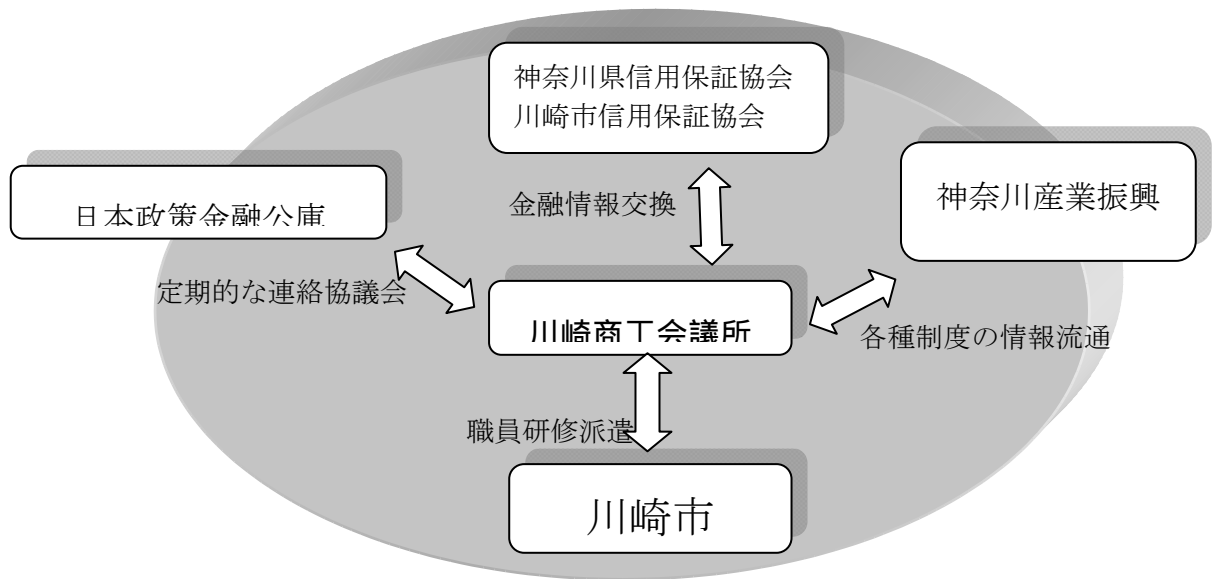 神奈川県信用保証協会
川崎市信用保証協会
神奈川産業振興
日本政策金融公庫
金融情報交換
定期的な連絡協議会
川崎商工会議所
各種制度の情報流通
職員研修派遣
川崎市